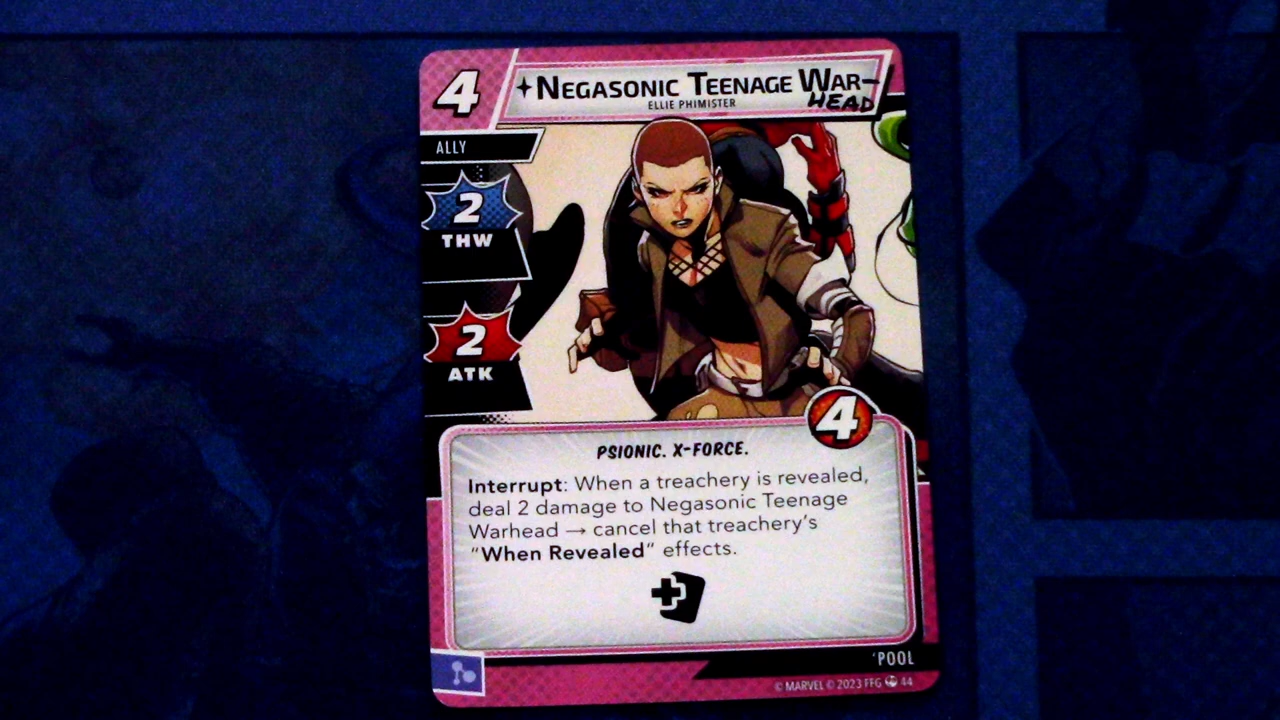 4
NEGASONIC TEENAGE WAR-
HEAD
ELLIE PHIMISTER
ALLY
2
THW
2
ATK
4
PSIONIC. X-FORCE.
Interrupt: When a treachery is revealed,
deal 2 damage to Negasonic Teenage
Warhead → cancel that treachery's
"When Revealed" effects.
'POOL
© MARVEL © 2023 FFG 44